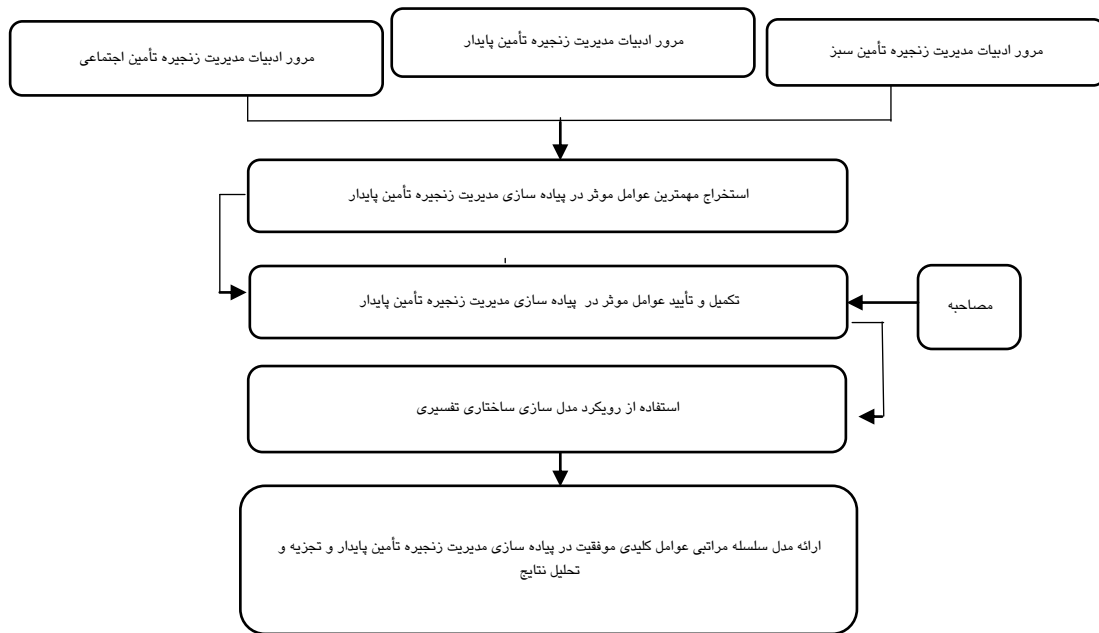 مرور ادبیات مدیریت زنجیره تأمین سبز
مرور ادبیات مدیریت زنجیره تأمین پایدار
مرور ادبیات مدیریت زنجیره تأمین اجتماعی
استخراج مهمترین عوامل موثر در پیاده سازی مدیریت زنجیره تأمین پایدار
تکمیل و تأیید عوامل موثر در پیاده سازی مدیریت زنجیره تأمین پایدار
مصاحبه
استفاده از رویکرد مدل سازی ساختاری تفسیری
ارائه مدل سلسله مراتبی عوامل کلیدی موفقیت در پیاده سازی مدیریت زنجیره تأمین پایدار و تجزیه و
تحلیل نتایج